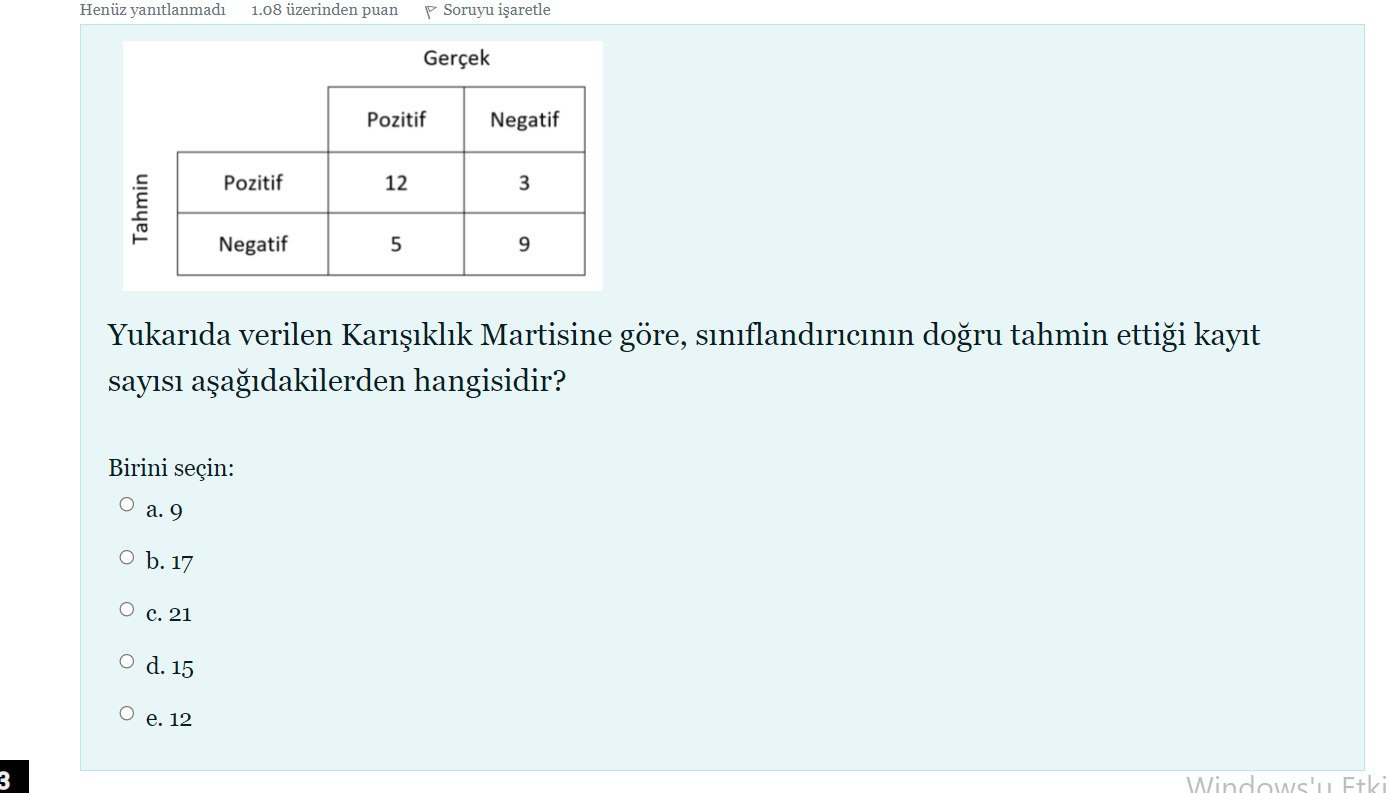 Henüz yanıtlanmadı 1.08 üzerinden puan Soruyu işaretle
Gerçek
Pozitif Negatif
Tahmin
Pozitif 12 3
Negatif 5 9
Yukarıda verilen Karışıklık Martisine göre, sınıflandırıcının doğru tahmin ettiği kayıt
sayısı aşağıdakilerden hangisidir?
Birini seçin:
a. 9
b. 17
c. 21
d. 15
e. 12
3
Windows'u Etki